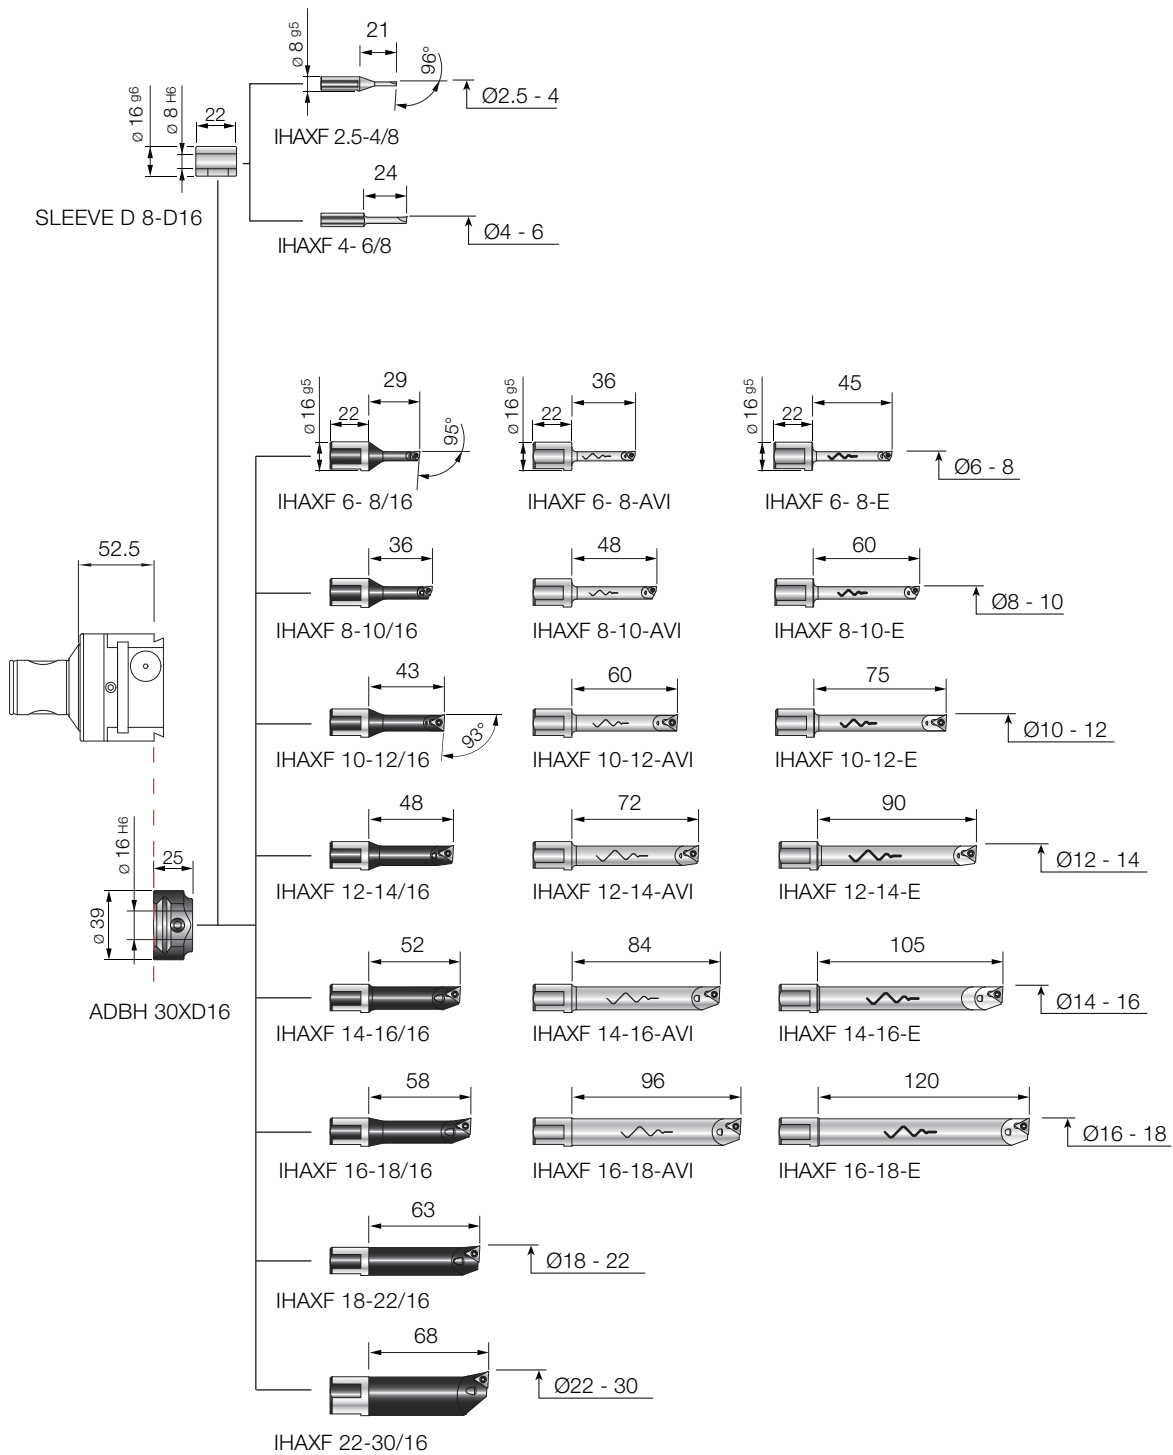 Ø 8 g5
21
96°
Ø2.5 - 4
IHAXF 2.5-4/8
Ø 16 g6
Ø 8 H6
22
SLEEVE D 8-D16
24
Ø4 - 6
IHAXF 4- 6/8
Ø 16 g5
22
29
95°
IHAXF 6- 8/16
Ø 16 g5
22
36
IHAXF 6- 8-AVI
Ø 16 g5
22
45
IHAXF 6- 8-E
Ø6 - 8
52.5
36
IHAXF 8-10/16
48
IHAXF 8-10-AVI
60
IHAXF 8-10-E
Ø8 - 10
43
93°
IHAXF 10-12/16
60
IHAXF 10-12-AVI
75
IHAXF 10-12-E
Ø10 - 12
48
IHAXF 12-14/16
72
IHAXF 12-14-AVI
90
IHAXF 12-14-E
Ø12 - 14
Ø 16 H6
25
Ø 39
ADBH 30XD16
52
IHAXF 14-16/16
84
IHAXF 14-16-AVI
105
IHAXF 14-16-E
Ø14 - 16
58
IHAXF 16-18/16
96
IHAXF 16-18-AVI
120
IHAXF 16-18-E
Ø16 - 18
63
Ø18 - 22
IHAXF 18-22/16
68
Ø22 - 30
IHAXF 22-30/16